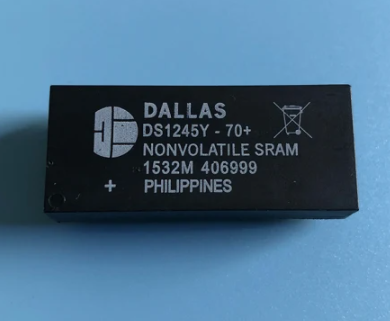 DALLAS
DS1245Y - 70+
NONVOLATILE SRAM
1532M 406999
+ PHILIPPINES